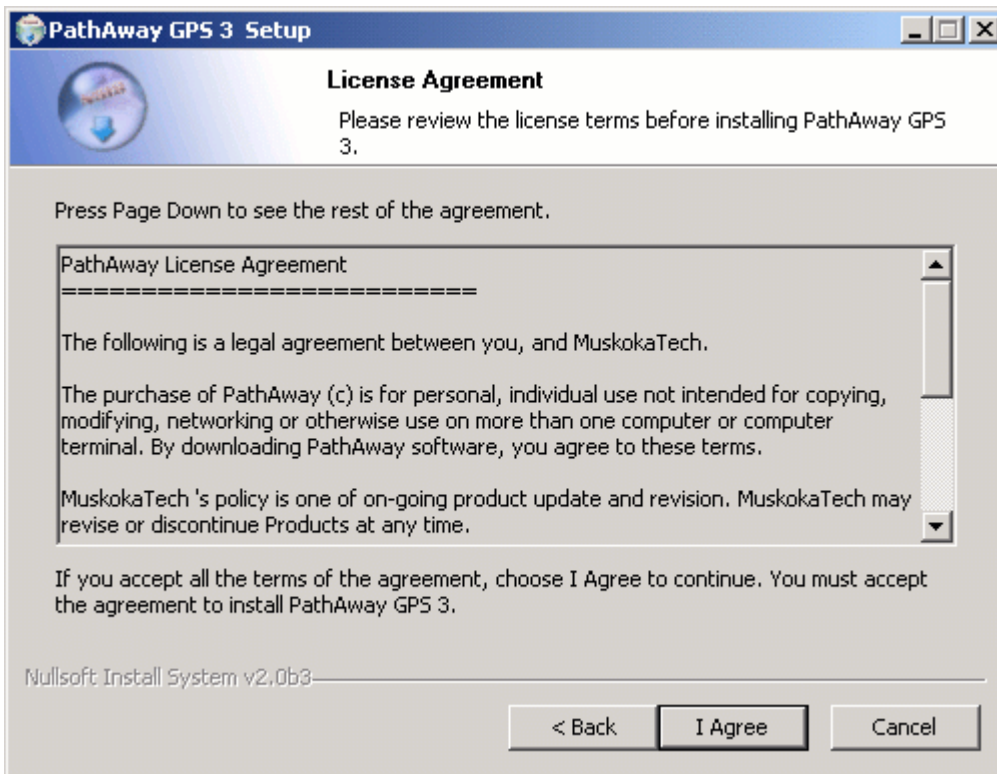 PathAway GPS 3 Setup
License Agreement
Please review the license terms before installing PathAway GPS
3.
Press Page Down to see the rest of the agreement.
PathAway License Agreement
==========================
The following is a legal agreement between you, and MuskokaTech.
The purchase of PathAway (c) is for personal, individual use not intended for copying,
modifying, networking or otherwise use on more than one computer or computer
terminal. By downloading PathAway software, you agree to these terms.
MuskokaTech 's policy is one of on-going product update and revision. MuskokaTech may
revise or discontinue Products at any time.
If you accept all the terms of the agreement, choose I Agree to continue. You must accept
the agreement to install PathAway GPS 3.
Nullsoft Install System v2.0b3
< Back
I Agree
Cancel